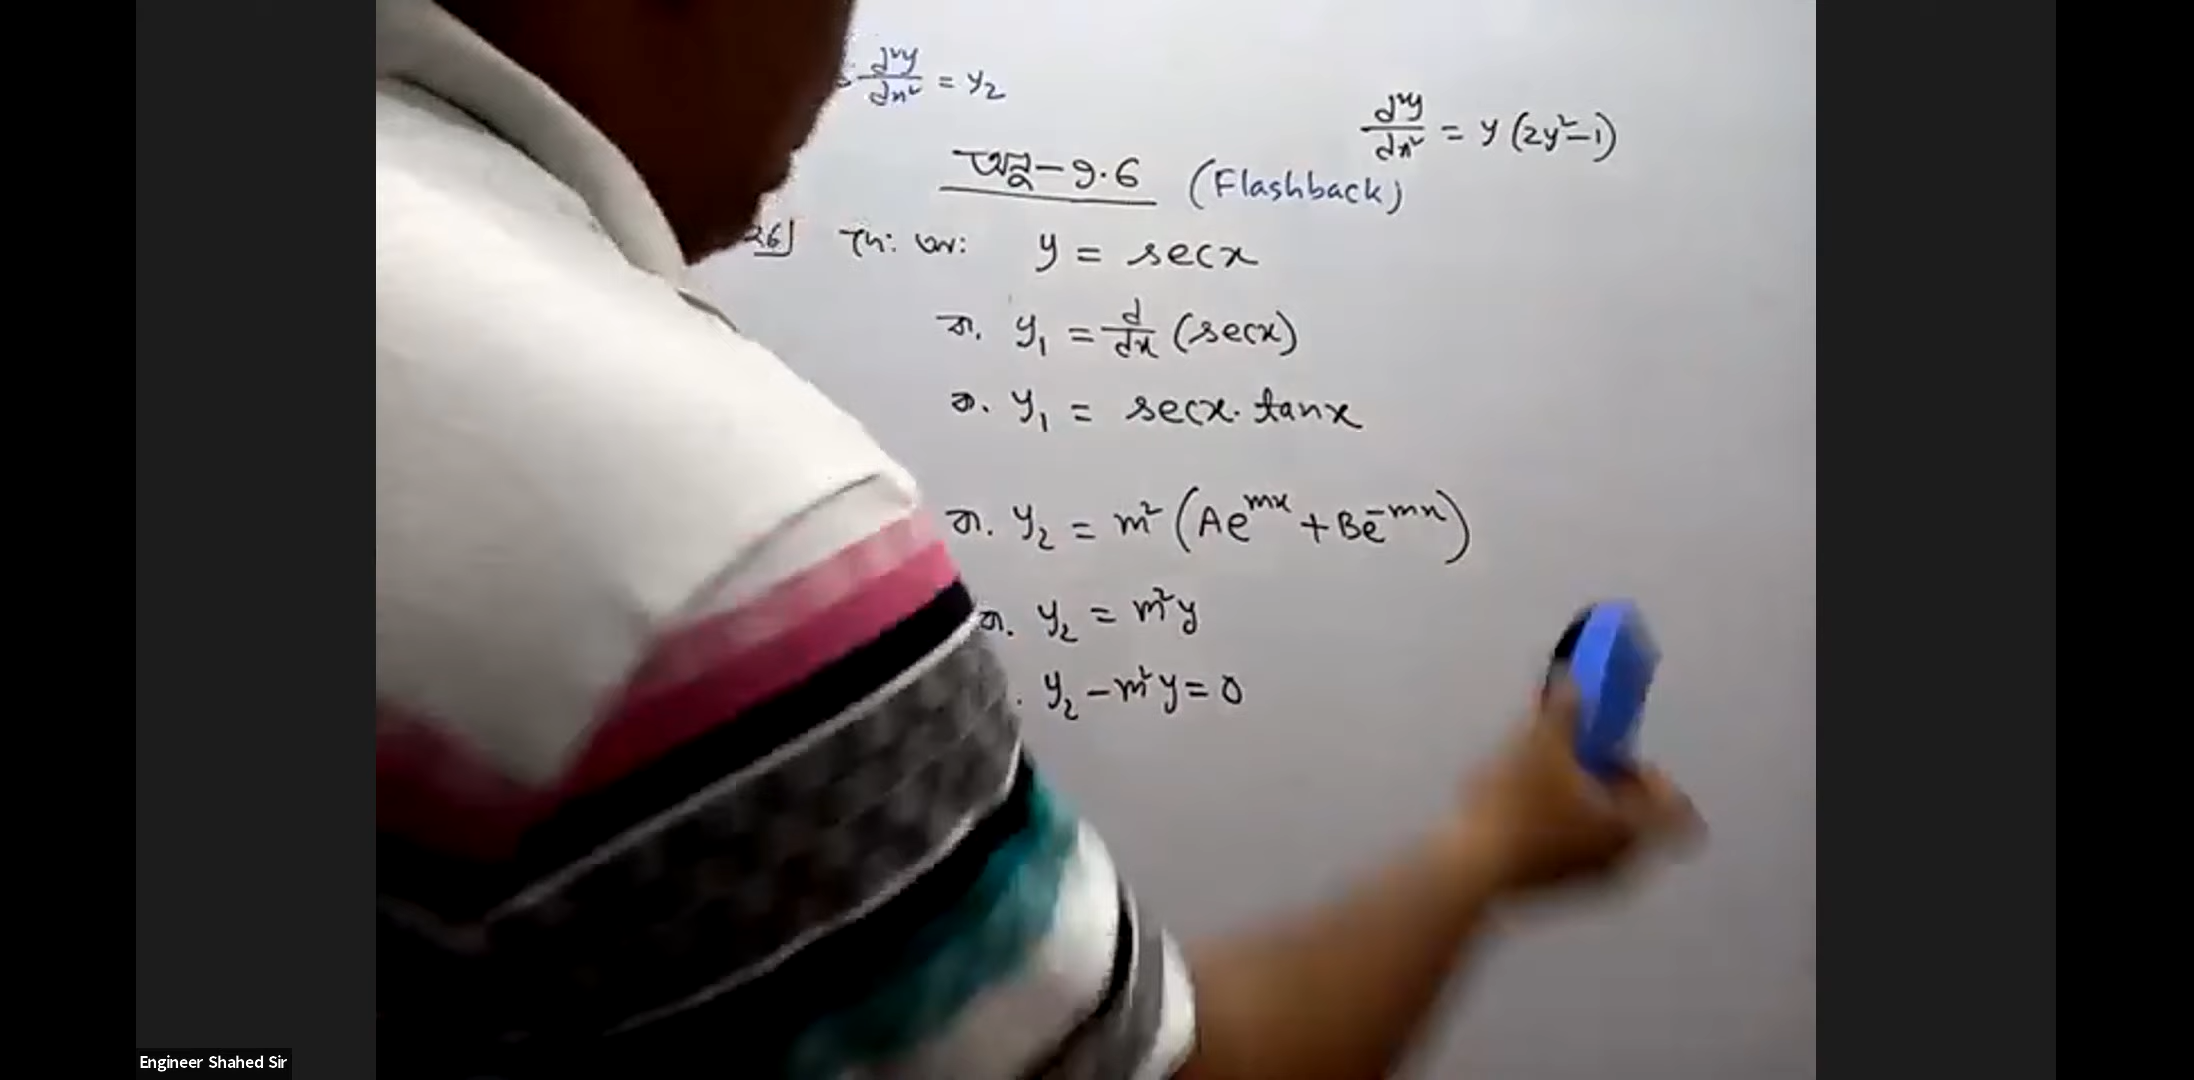 d²y/dx² = y₂
d²y/dx² = y (2y²-1)
অনু-9.6 (Flashback)
26] y = secx
বা. y₁ = d/dx (secx)
বা. y₁ = secx. tanx
বা. y₂ = m² (Ae^mx + Be^-mx)
বা. y₂ = m²y
. y₂ - m²y = 0
Engineer Shahed Sir